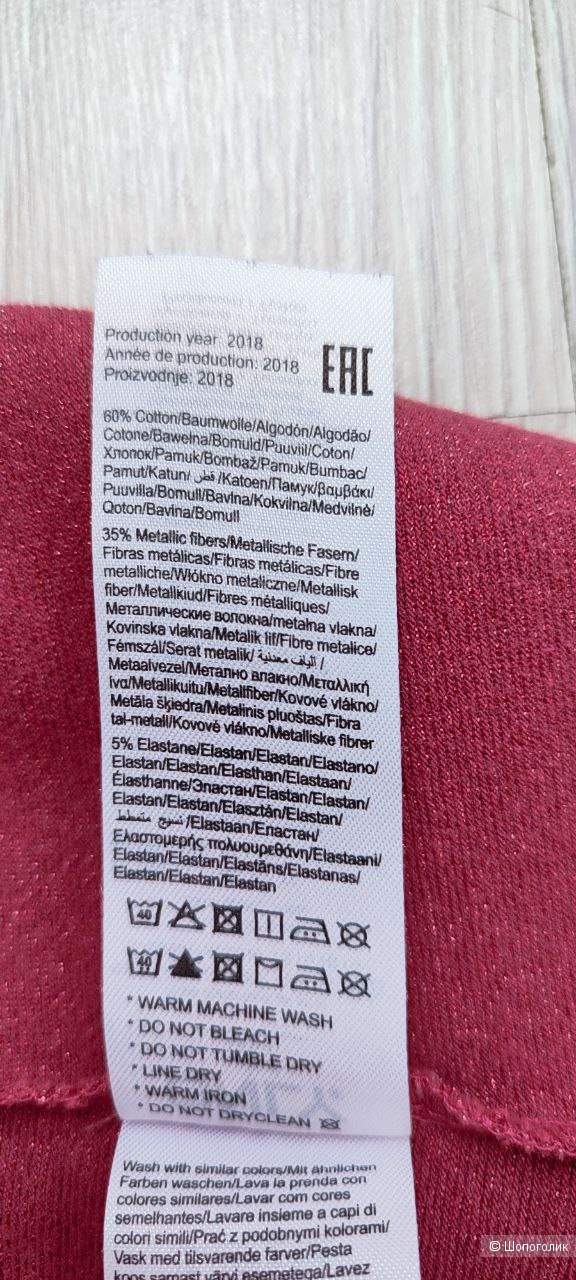 Production year: 2018
Année de production: 2018
Proizvodnje: 2018
EAC
60% Cotton/Baumwolle/Algodón/Algodão/
Cotone/Bawełna/Bomuld/Puuvill/Coton/
Хлопок/Pamuk/Bombaž/Pamuk/Bumbac/
Pamut/Katun/ قطن /Katoen/Памук/βαμβάκι/
Puuvilla/Bomull/Bavlna/Kokvilna/Medvilnė/
Qoton/Bavina/Bomull
35% Metallic fibers/Metallische Fasern/
Fibras metálicas/Fibras metálicas/Fibre
metalliche/Włókno metaliczne/Metallisk
fiber/Metallkiud/Fibres métalliques/
Металлические волокна/metalna vlakna/
Kovinska vlakna/Metalik lif/Fibre metalice/
Fémszál/Serat metalik/ ألياف معدنية /
Metaalvezel/Метално влакно/Μεταλλική
ίνα/Metallikuitu/Metallfiber/Kovové vlákno/
Metāla šķiedra/Metalinis pluoštas/Fibra
tal-metall/Kovové vlákno/Metalliske fibrer
5% Elastane/Elastan/Elastan/Elastano/
Elastan/Elastan/Elasthan/Elastaan/
Élasthanne/Эластан/Elastan/Elastan/
Elastan/Elastan/Elasztán/Elastan/
نسيج متمطط /Elastaan/Еластан/
Ελαστομερής πολυουρεθάνη/Elastaani/
Elastan/Elastan/Elastāns/Elastanas/
Elastan/Elastan/Elastan
40
40
* WARM MACHINE WASH
* DO NOT BLEACH
* DO NOT TUMBLE DRY
* LINE DRY
* WARM IRON
* DO NOT DRYCLEAN
Wash with similar colors/Mit ähnlichen
Farben waschen/Lava la prenda con
colores similares/Lavar com cores
semelhantes/Lavare insieme a capi di
colori simili/Prać z podobnymi kolorami/
Vask med tilsvarende farver/Pesta
koos sarnast värvi esemetega/Lavez
© Шопоголик